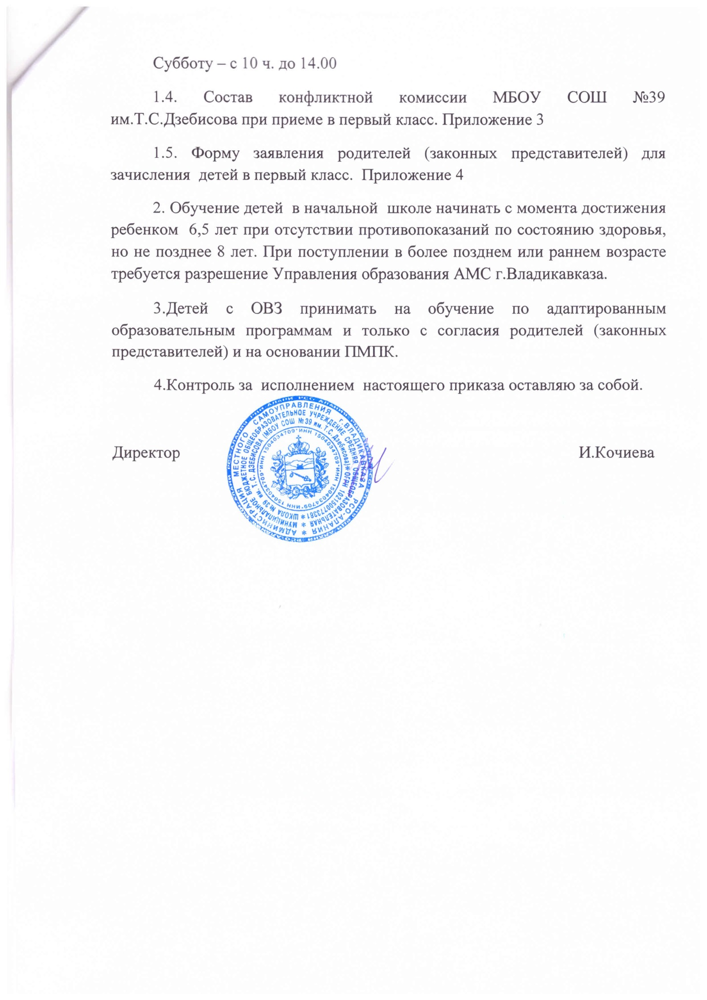 Субботу – с 10 ч. до 14.00
1.4. Состав конфликтной комиссии МБОУ СОШ №39
им.Т.С.Дзебисова при приеме в первый класс. Приложение 3
1.5. Форму заявления родителей (законных представителей) для
зачисления детей в первый класс. Приложение 4
2. Обучение детей в начальной школе начинать с момента достижения
ребенком 6,5 лет при отсутствии противопоказаний по состоянию здоровья,
но не позднее 8 лет. При поступлении в более позднем или раннем возрасте
требуется разрешение Управления образования АМС г.Владикавказа.
3.Детей с ОВЗ принимать на обучение по адаптированным
образовательным программам и только с согласия родителей (законных
представителей) и на основании ПМПК.
4.Контроль за исполнением настоящего приказа оставляю за собой.
Директор И.Кочиева
АДМИНИСТРАЦИЯ МЕСТНОГО САМОУПРАВЛЕНИЯ г.ВЛАДИКАВКАЗА РСО-АЛАНИЯ *
МУНИЦИПАЛЬНОЕ БЮДЖЕТНОЕ ОБЩЕОБРАЗОВАТЕЛЬНОЕ УЧРЕЖДЕНИЕ СРЕДНЯЯ ОБЩЕОБРАЗОВАТЕЛЬНАЯ *
ШКОЛА №39 им. Т.С. ДЗЕБИСОВА (МБОУ СОШ №39 им. Т.С.Дзебисова)*ОГРН 1021500773381*
ИНН 1504034709*ИНН 1504034709*ИНН 1504034709*ИНН 1504034709*